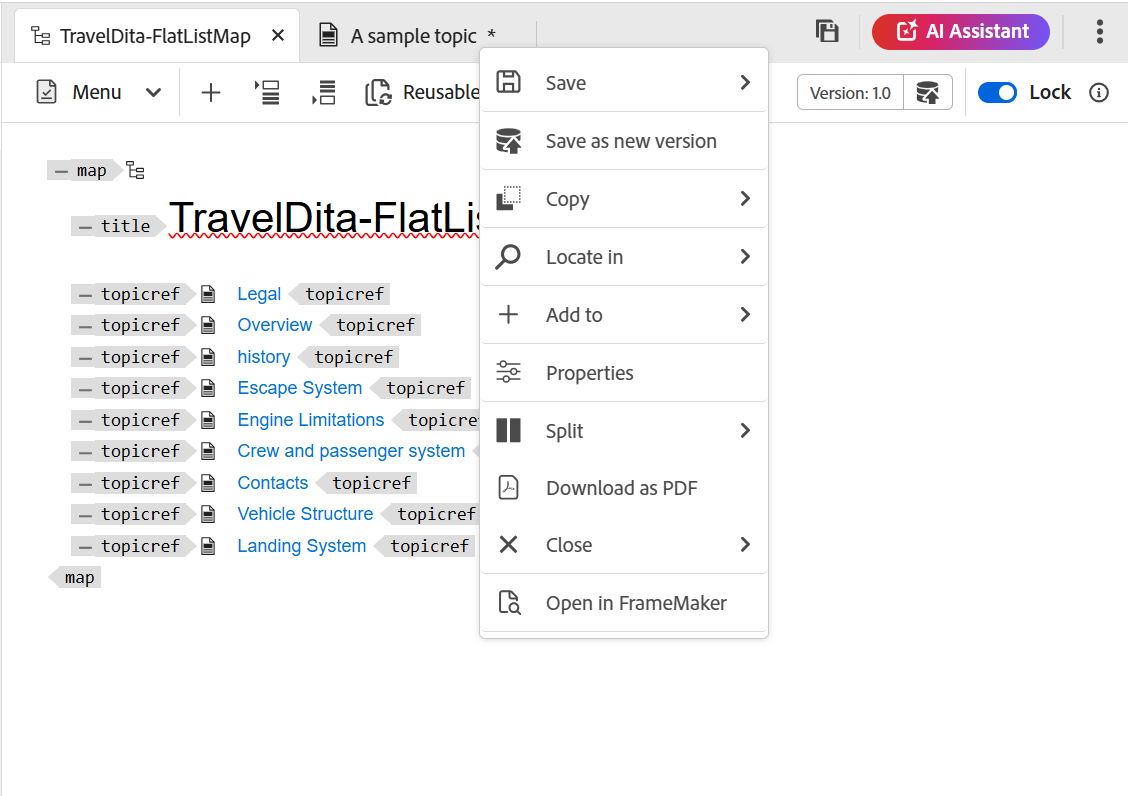 TravelDita-FlatListMap
A sample topic *
AI Assistant
Menu
Reusable
Version: 1.0
Lock
map
title TravelDita-FlatLis
topicref Legal topicref
topicref Overview topicref
topicref history topicref
topicref Escape System topicref
topicref Engine Limitations topicre
topicref Crew and passenger system
topicref Contacts topicref
topicref Vehicle Structure topicref
topicref Landing System topicref
map
Save
Save as new version
Copy
Locate in
Add to
Properties
Split
Download as PDF
Close
Open in FrameMaker